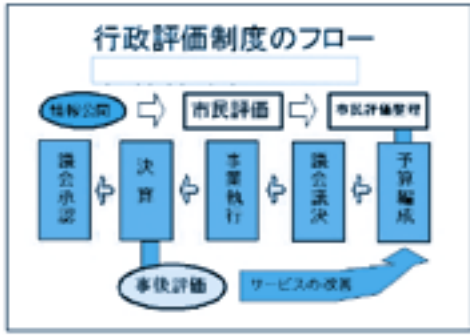 行政評価制度のフロー
情報公開
市民評価
市民評価整理
議会承認
決算
事業執行
議会議決
予算編成
事後評価
サービスの改善